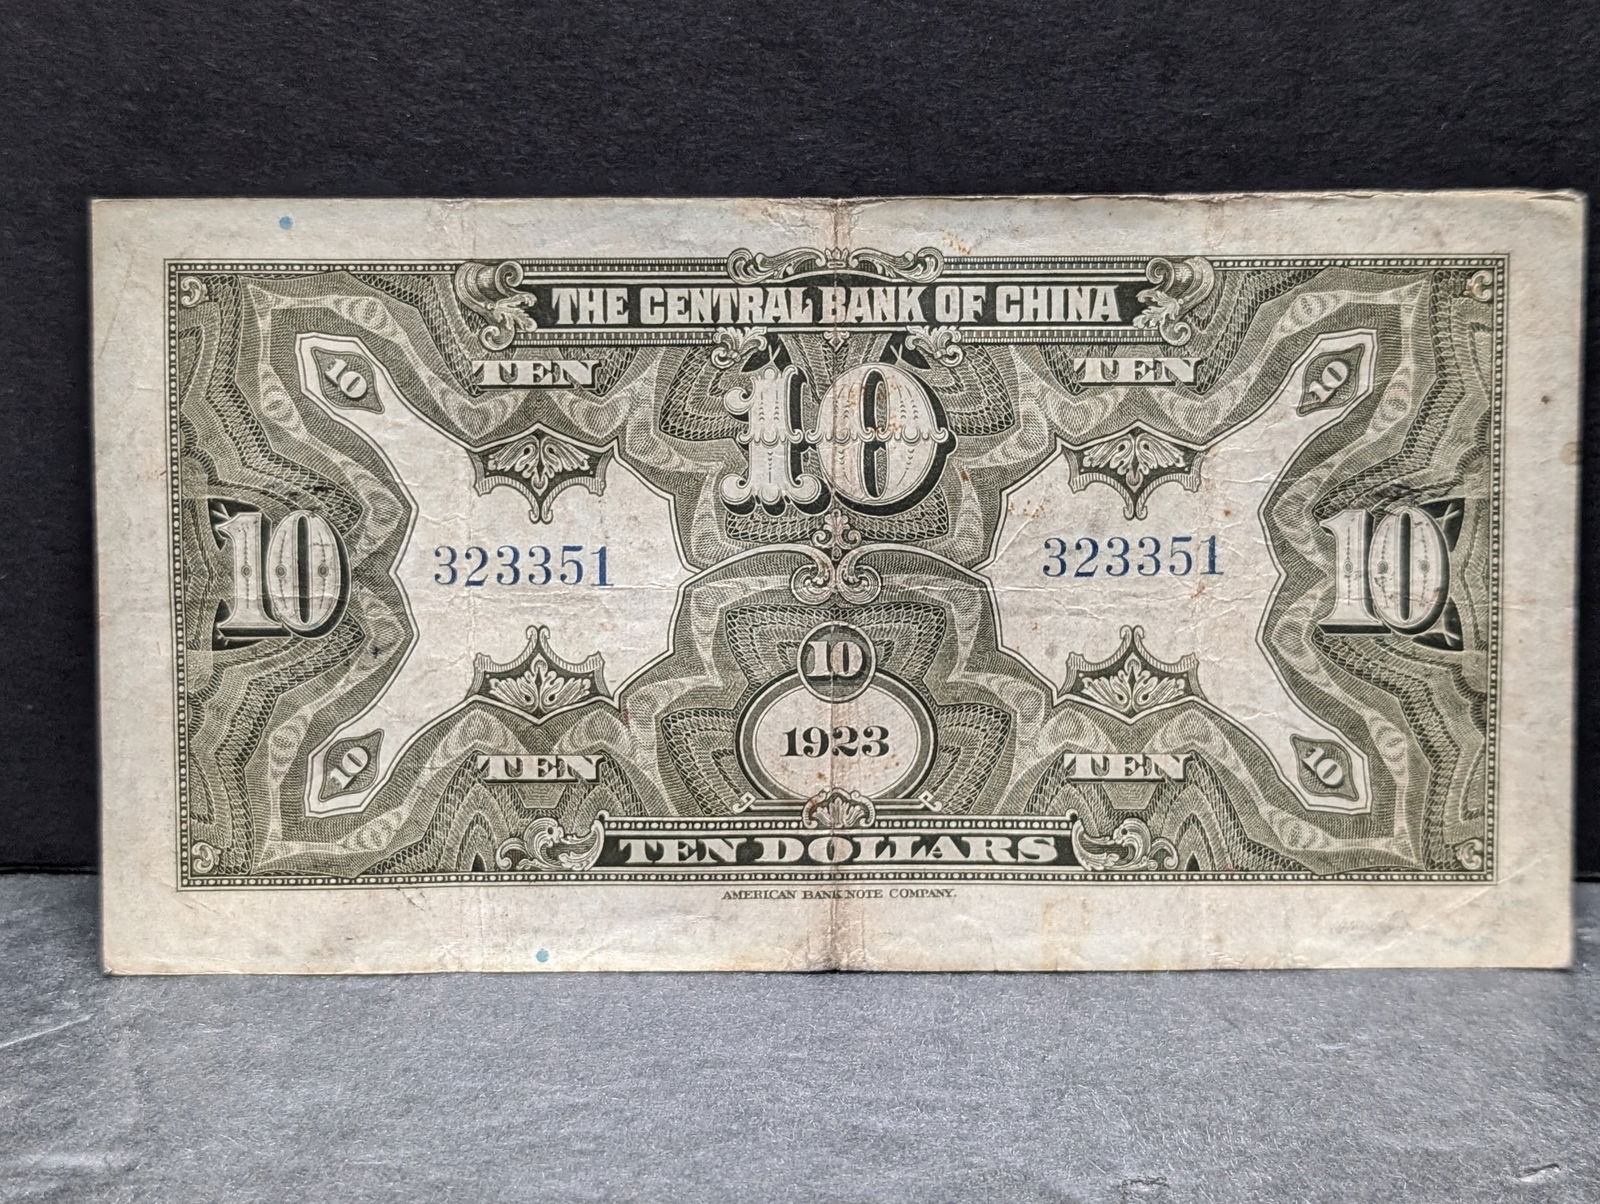 THE CENTRAL BANK OF CHINA
TEN TEN
10 10 10
10 10
323351 323351
10
1923
10 10
TEN TEN
TEN DOLLARS
AMERICAN BANK NOTE COMPANY.